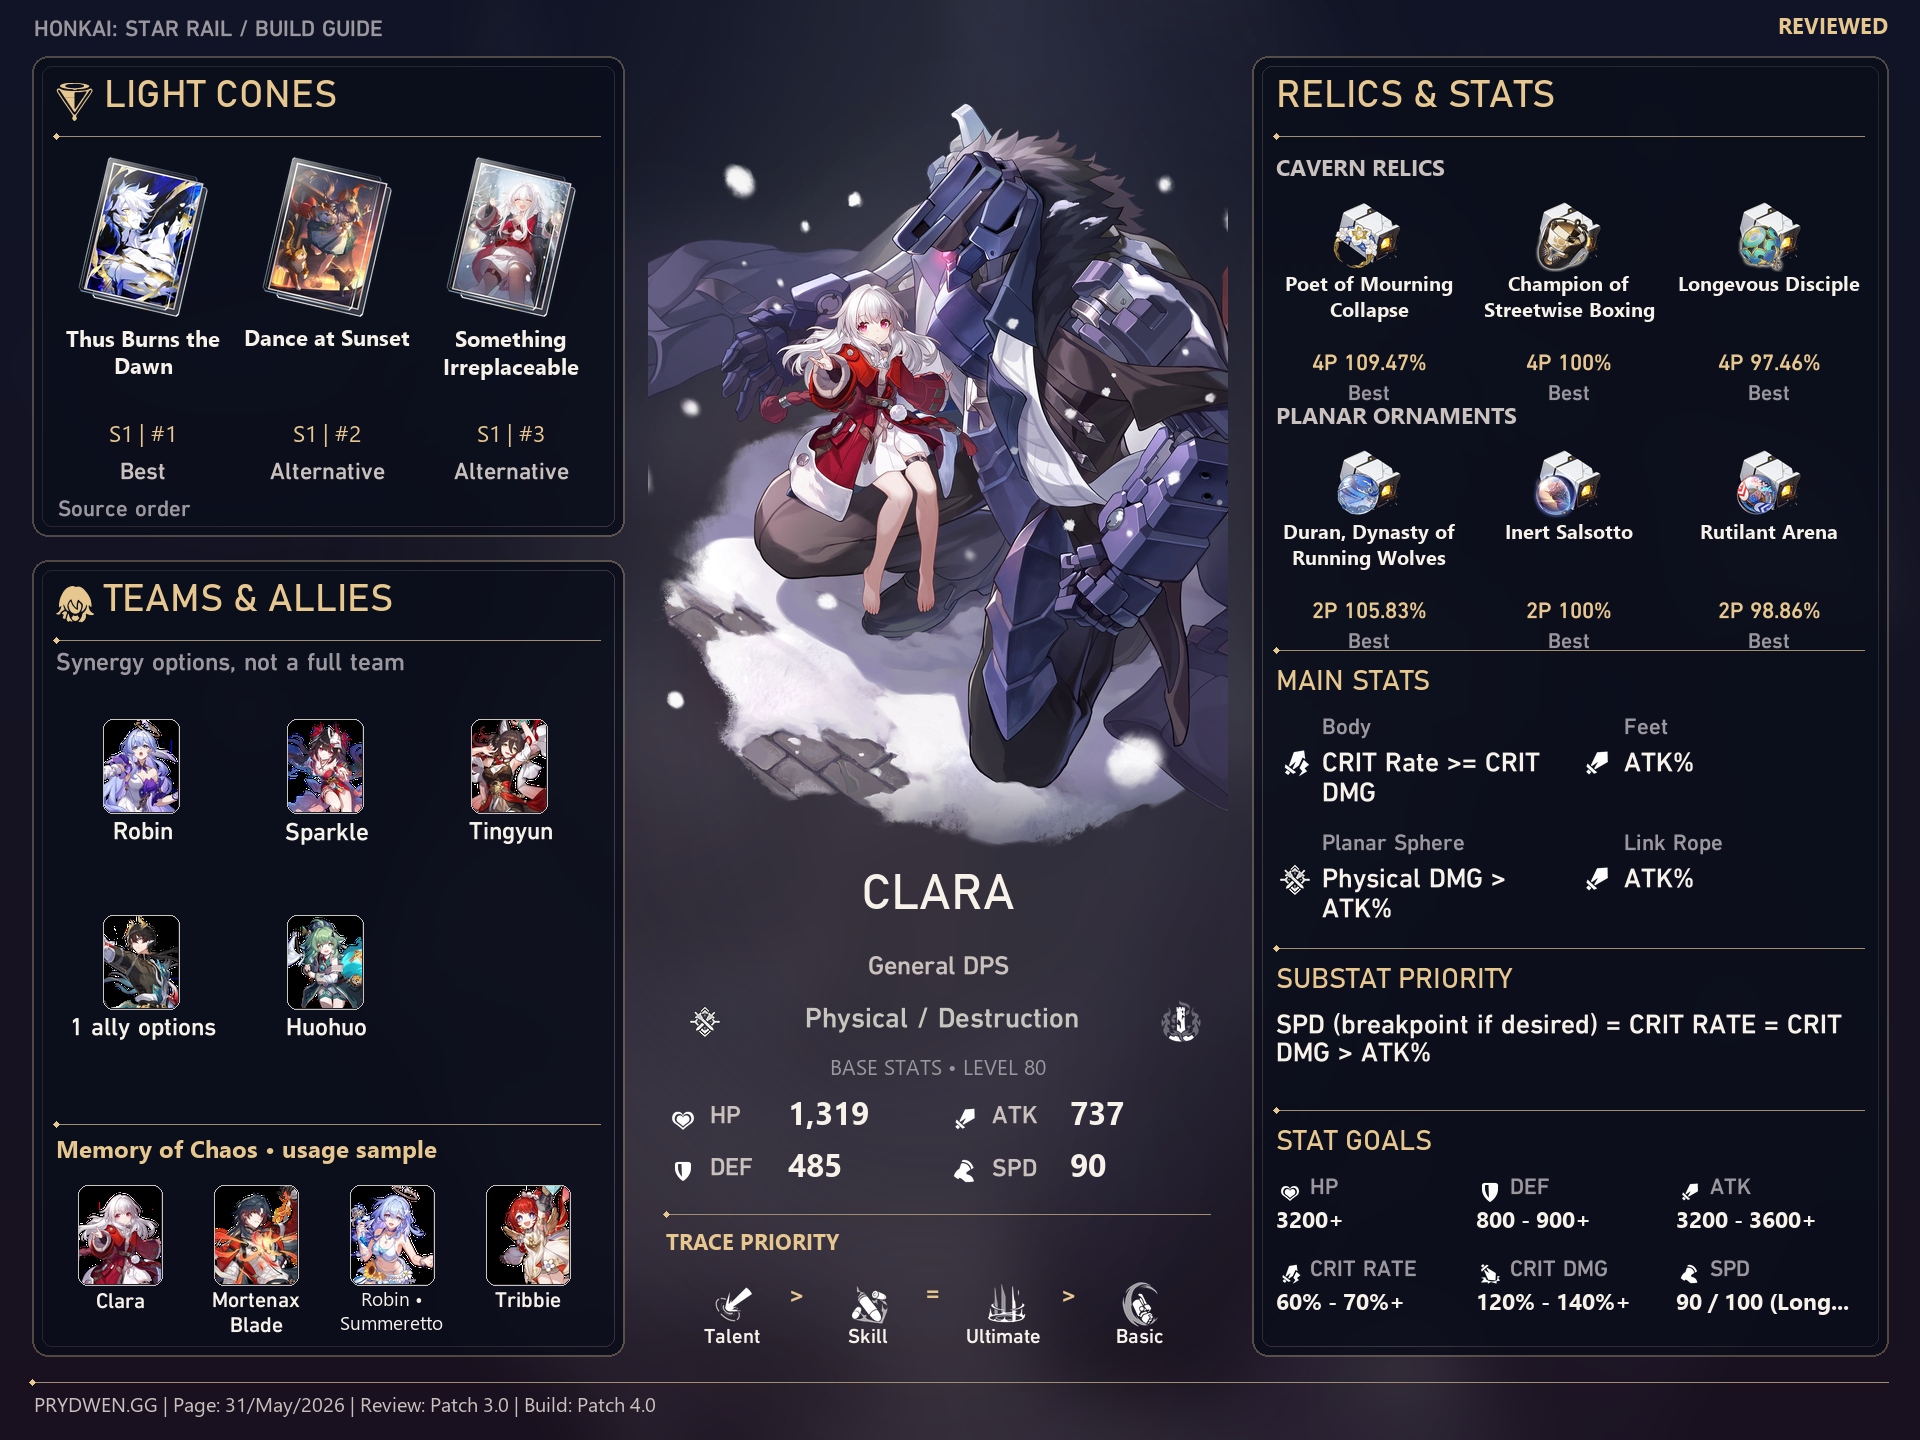 HONKAI: STAR RAIL / BUILD GUIDE
REVIEWED
LIGHT CONES
Thus Burns the Dawn
S1 | #1
Best
Dance at Sunset
S1 | #2
Alternative
Something Irreplaceable
S1 | #3
Alternative
Source order
TEAMS & ALLIES
Synergy options, not a full team
Robin
Sparkle
Tingyun
1 ally options
Huohuo
Memory of Chaos • usage sample
Clara
Mortenax Blade
Robin • Summeretto
Tribbie
CLARA
General DPS
Physical / Destruction
BASE STATS • LEVEL 80
HP 1,319
ATK 737
DEF 485
SPD 90
TRACE PRIORITY
Talent > Skill = Ultimate > Basic
RELICS & STATS
CAVERN RELICS
Poet of Mourning Collapse
4P 109.47%
Best
Champion of Streetwise Boxing
4P 100%
Best
Longevous Disciple
4P 97.46%
Best
PLANAR ORNAMENTS
Duran, Dynasty of Running Wolves
2P 105.83%
Best
Inert Salsotto
2P 100%
Best
Rutilant Arena
2P 98.86%
Best
MAIN STATS
Body
CRIT Rate >= CRIT DMG
Feet
ATK%
Planar Sphere
Physical DMG > ATK%
Link Rope
ATK%
SUBSTAT PRIORITY
SPD (breakpoint if desired) = CRIT RATE = CRIT
DMG > ATK%
STAT GOALS
HP
3200+
DEF
800 - 900+
ATK
3200 - 3600+
CRIT RATE
60% - 70%+
CRIT DMG
120% - 140%+
SPD
90 / 100 (Long...
PRYDWEN.GG | Page: 31/May/2026 | Review: Patch 3.0 | Build: Patch 4.0